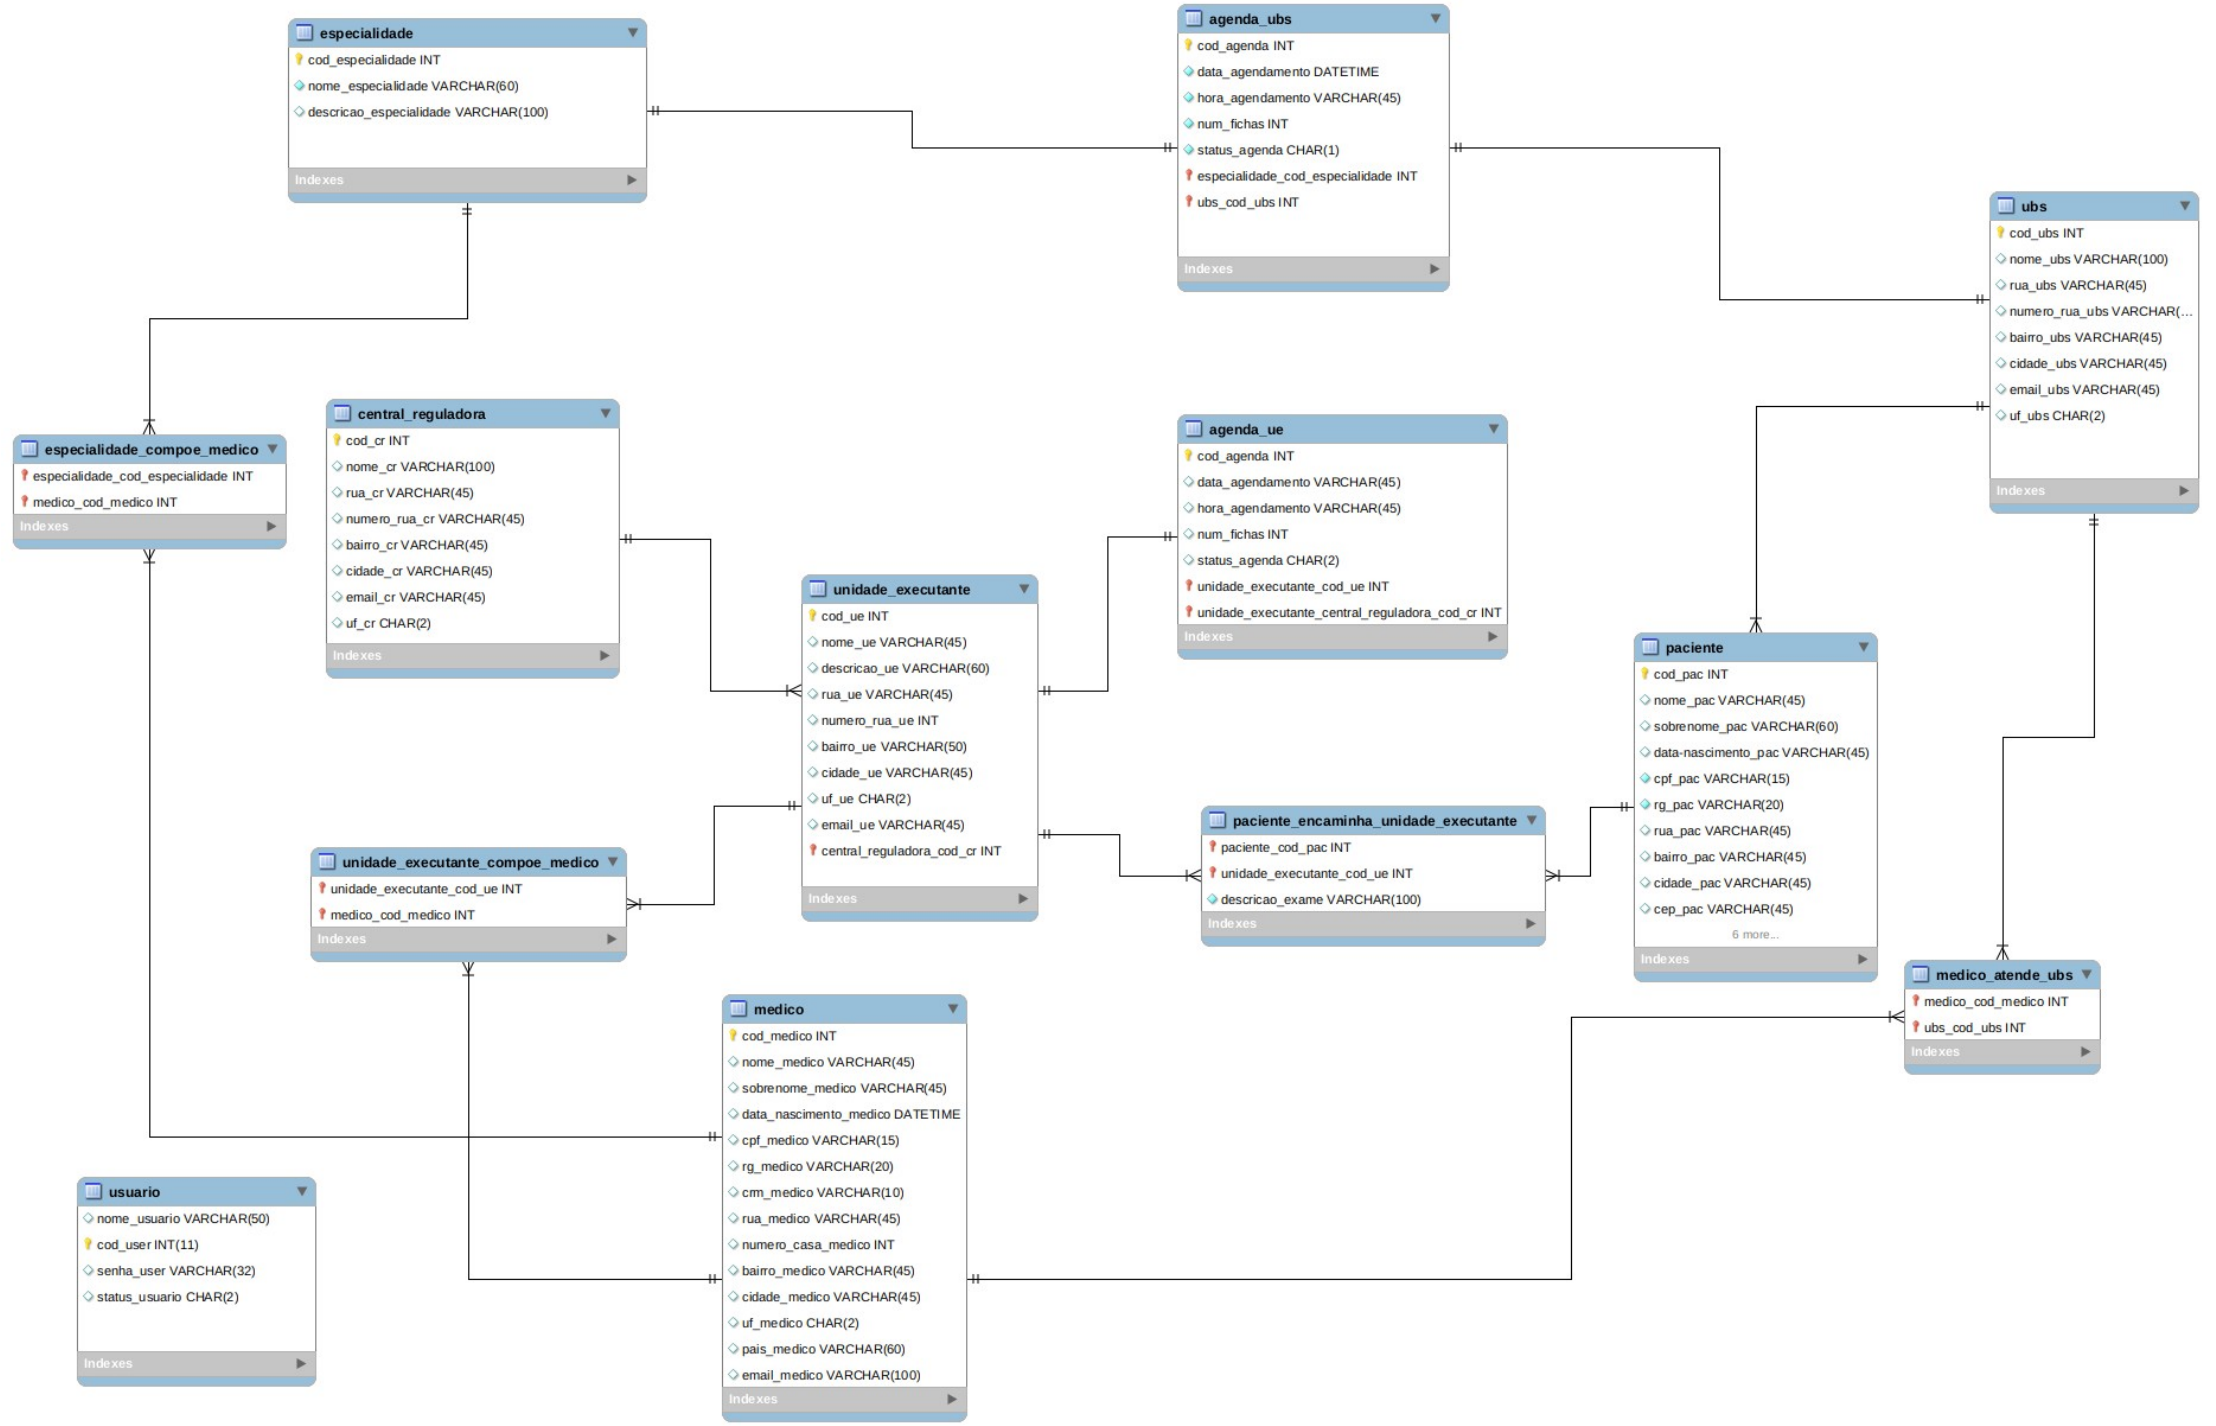 especialidade
cod_especialidade INT
nome_especialidade VARCHAR(60)
descricao_especialidade VARCHAR(100)
Indexes
agenda_ubs
cod_agenda INT
data_agendamento DATETIME
hora_agendamento VARCHAR(45)
num_fichas INT
status_agenda CHAR(1)
especialidade_cod_especialidade INT
ubs_cod_ubs INT
Indexes
ubs
cod_ubs INT
nome_ubs VARCHAR(100)
rua_ubs VARCHAR(45)
numero_rua_ubs VARCHAR(...
bairro_ubs VARCHAR(45)
cidade_ubs VARCHAR(45)
email_ubs VARCHAR(45)
uf_ubs CHAR(2)
Indexes
especialidade_compoe_medico
especialidade_cod_especialidade INT
medico_cod_medico INT
Indexes
central_reguladora
cod_cr INT
nome_cr VARCHAR(100)
rua_cr VARCHAR(45)
numero_rua_cr VARCHAR(45)
bairro_cr VARCHAR(45)
cidade_cr VARCHAR(45)
email_cr VARCHAR(45)
uf_cr CHAR(2)
Indexes
unidade_executante
cod_ue INT
nome_ue VARCHAR(45)
descricao_ue VARCHAR(60)
rua_ue VARCHAR(45)
numero_rua_ue INT
bairro_ue VARCHAR(50)
cidade_ue VARCHAR(45)
uf_ue CHAR(2)
email_ue VARCHAR(45)
central_reguladora_cod_cr INT
Indexes
agenda_ue
cod_agenda INT
data_agendamento VARCHAR(45)
hora_agendamento VARCHAR(45)
num_fichas INT
status_agenda CHAR(2)
unidade_executante_cod_ue INT
unidade_executante_central_reguladora_cod_cr INT
Indexes
paciente
cod_pac INT
nome_pac VARCHAR(45)
sobrenome_pac VARCHAR(60)
data-nascimento_pac VARCHAR(45)
cpf_pac VARCHAR(15)
rg_pac VARCHAR(20)
rua_pac VARCHAR(45)
bairro_pac VARCHAR(45)
cidade_pac VARCHAR(45)
cep_pac VARCHAR(45)
6 more...
Indexes
unidade_executante_compoe_medico
unidade_executante_cod_ue INT
medico_cod_medico INT
Indexes
paciente_encaminha_unidade_executante
paciente_cod_pac INT
unidade_executante_cod_ue INT
descricao_exame VARCHAR(100)
Indexes
medico_atende_ubs
medico_cod_medico INT
ubs_cod_ubs INT
Indexes
medico
cod_medico INT
nome_medico VARCHAR(45)
sobrenome_medico VARCHAR(45)
data_nascimento_medico DATETIME
cpf_medico VARCHAR(15)
rg_medico VARCHAR(20)
crm_medico VARCHAR(10)
rua_medico VARCHAR(45)
numero_casa_medico INT
bairro_medico VARCHAR(45)
cidade_medico VARCHAR(45)
uf_medico CHAR(2)
pais_medico VARCHAR(60)
email_medico VARCHAR(100)
Indexes
usuario
nome_usuario VARCHAR(50)
cod_user INT(11)
senha_user VARCHAR(32)
status_usuario CHAR(2)
Indexes